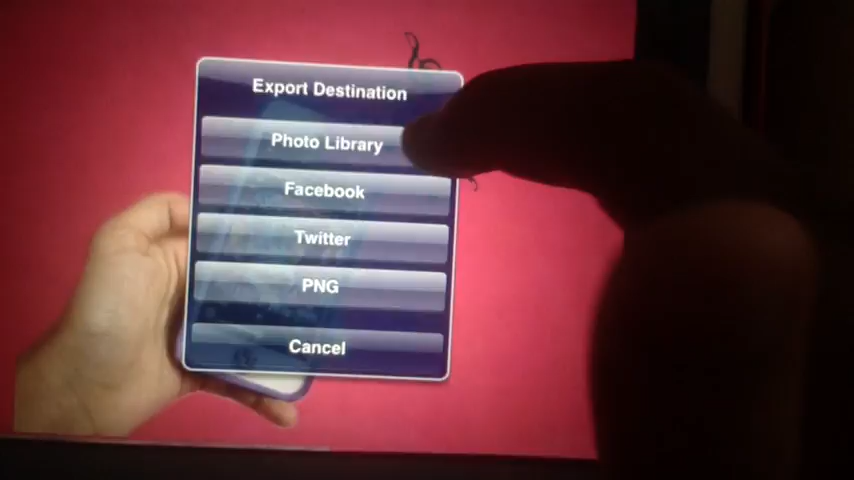 Export Destination
Photo Library
Facebook
Twitter
PNG
Cancel